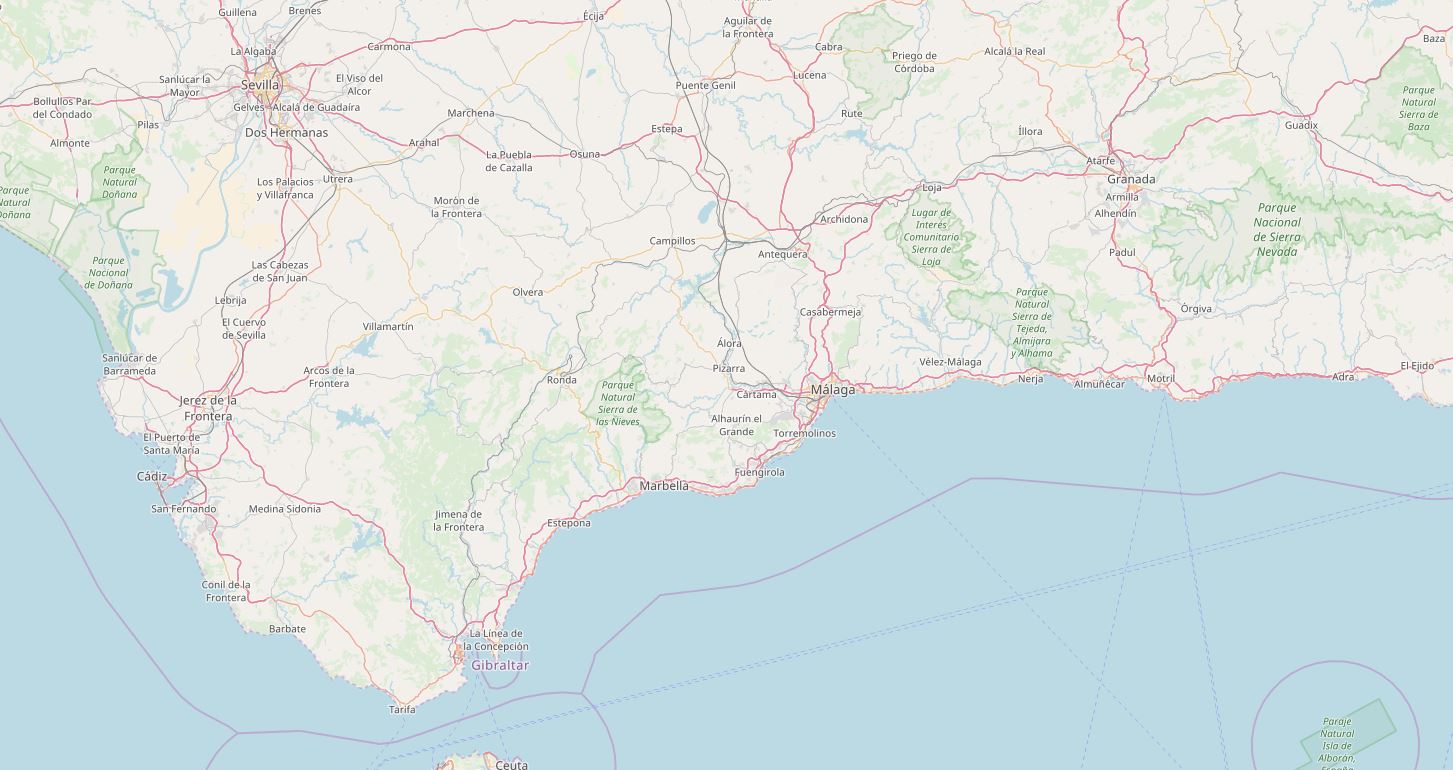 Guillena
Brenes
Écija
Aguilar de
la Frontera
La Algaba
Carmona
Cabra
Priego de
Córdoba
Alcalá la Real
Baza
Sanlúcar la
Mayor
Sevilla
El Viso del
Alcor
Lucena
Puente Genil
Parque
Natural
Sierra de
Baza
Bollullos Par
del Condado
Gelves
Alcalá de Guadaíra
Marchena
Rute
Pilas
Dos Hermanas
Estepa
Íllora
Guadix
Almonte
Arahal
La Puebla
de Cazalla
Osuna
Atarfe
Granada
Parque
Natural
Doñana
Parque
Natural
Doñana
Los Palacios
y Villafranca
Utrera
Loja
Armilla
Morón de
la Frontera
Archidona
Lugar de
Interés
Comunitario
Sierra de
Loja
Alhendín
Parque
Nacional
de Sierra
Nevada
Campillos
Antequera
Padul
Parque
Nacional
de Doñana
Las Cabezas
de San Juan
Olvera
Parque
Natural
Sierra de
Tejeda,
Almijara
y Alhama
Lebrija
Casabermeja
Órgiva
El Cuervo
de Sevilla
Villamartín
Álora
Sanlúcar de
Barrameda
Arcos de la
Frontera
Ronda
Pizarra
Vélez-Málaga
Nerja
Almuñécar
Motril
Adra
El Ejido
Parque
Natural
Sierra de
las Nieves
Cártama
Málaga
Jerez de la
Frontera
Alhaurín el
Grande
Torremolinos
El Puerto de
Santa María
Cádiz
Fuengirola
Marbella
San Fernando
Medina Sidonia
Jimena de
la Frontera
Estepona
Conil de la
Frontera
Barbate
La Línea de
la Concepción
Gibraltar
Tarifa
Paraje
Natural
Isla de
Alborán,
Ceuta